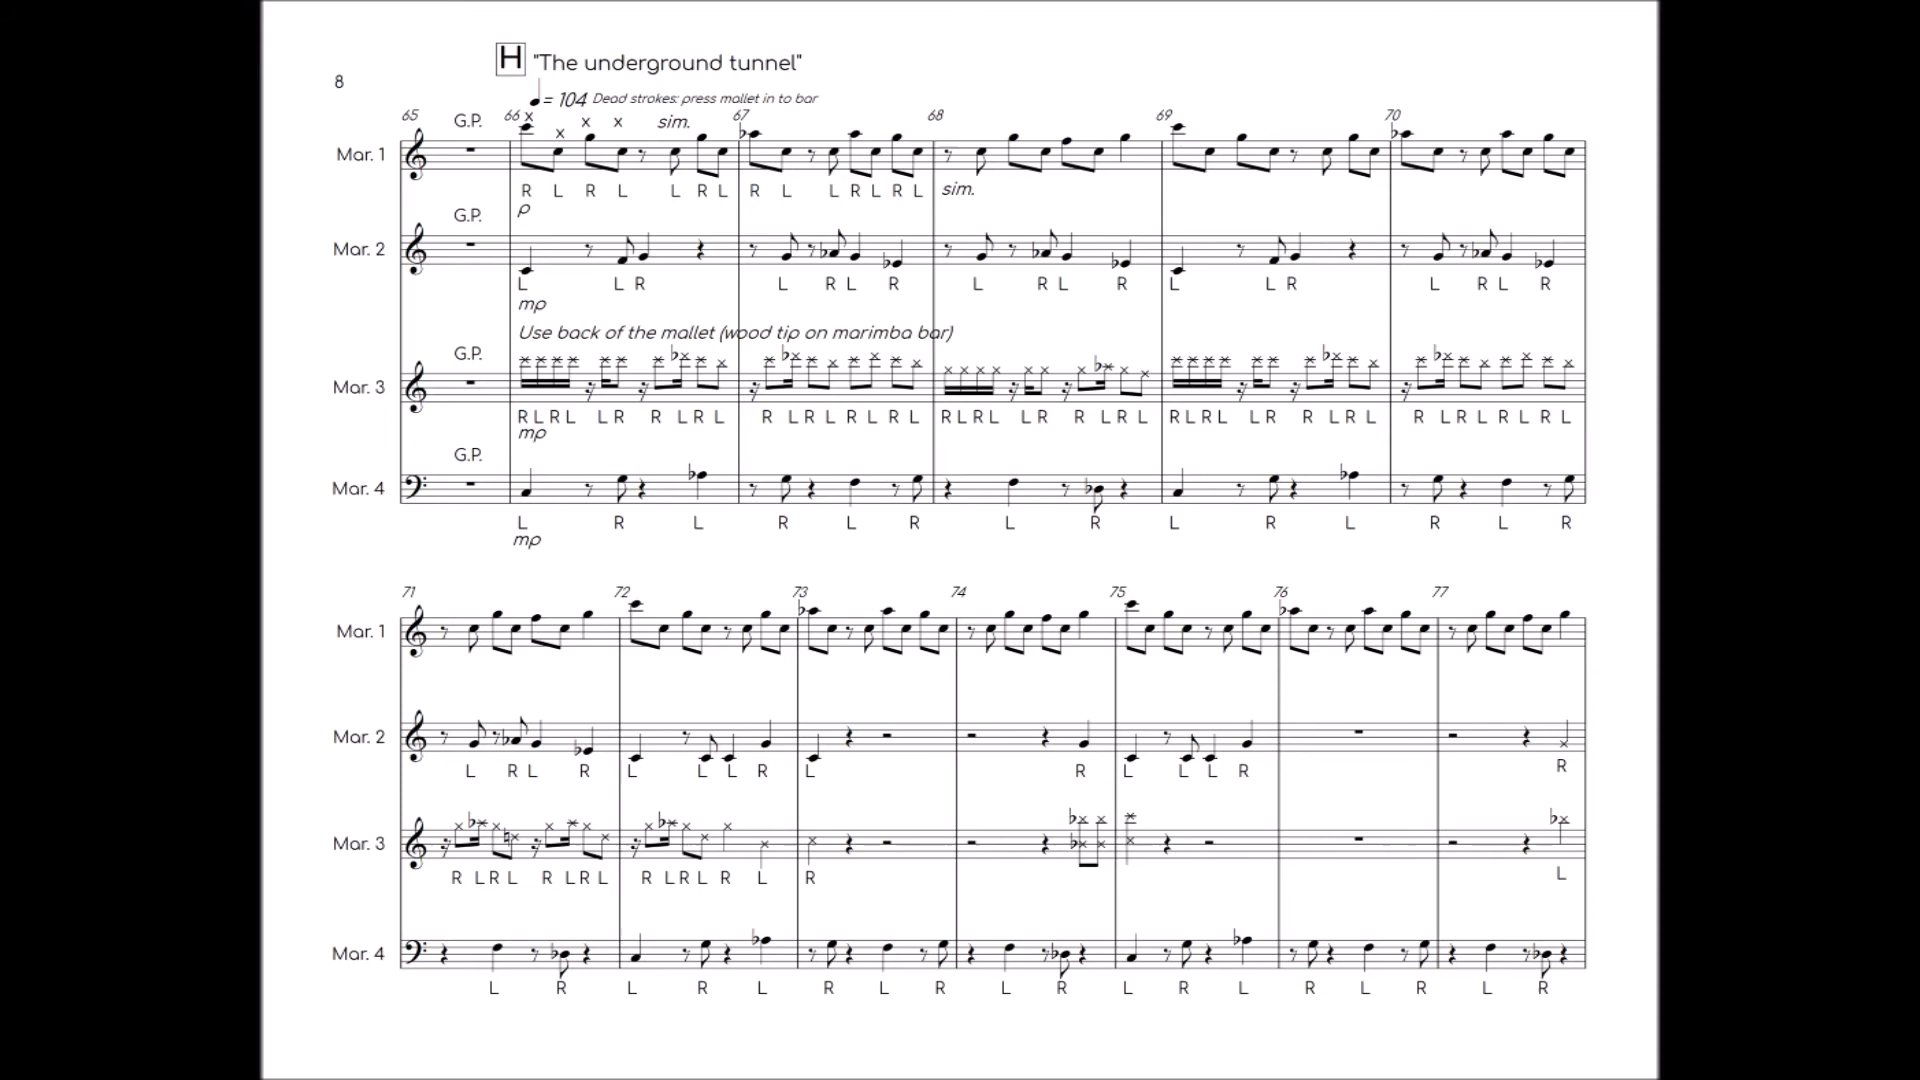 H "The underground tunnel"
8
= 104 Dead strokes: press mallet in to bar
65 66 67 68 69 70
G.P. x x x x sim.
Mar. 1
R L R L L R L R L L R L R L sim.
p
G.P.
Mar. 2
L L R L R L R L R L R L L R L R L R
mp
Use back of the mallet (wood tip on marimba bar)
G.P.
Mar. 3
R L R L L R R L R L R L R L R L R L R L R L L R R L R L R L R L L R R L R L R L R L R L R L
mp
G.P.
Mar. 4
L R L R L R L R L R L R L R
mp
71 72 73 74 75 76 77
Mar. 1
Mar. 2
L R L R L L L R L R L L L R R
Mar. 3
R L R L R L R L R L R L R L R L
Mar. 4
L R L R L R L R L R L R L R L R L R